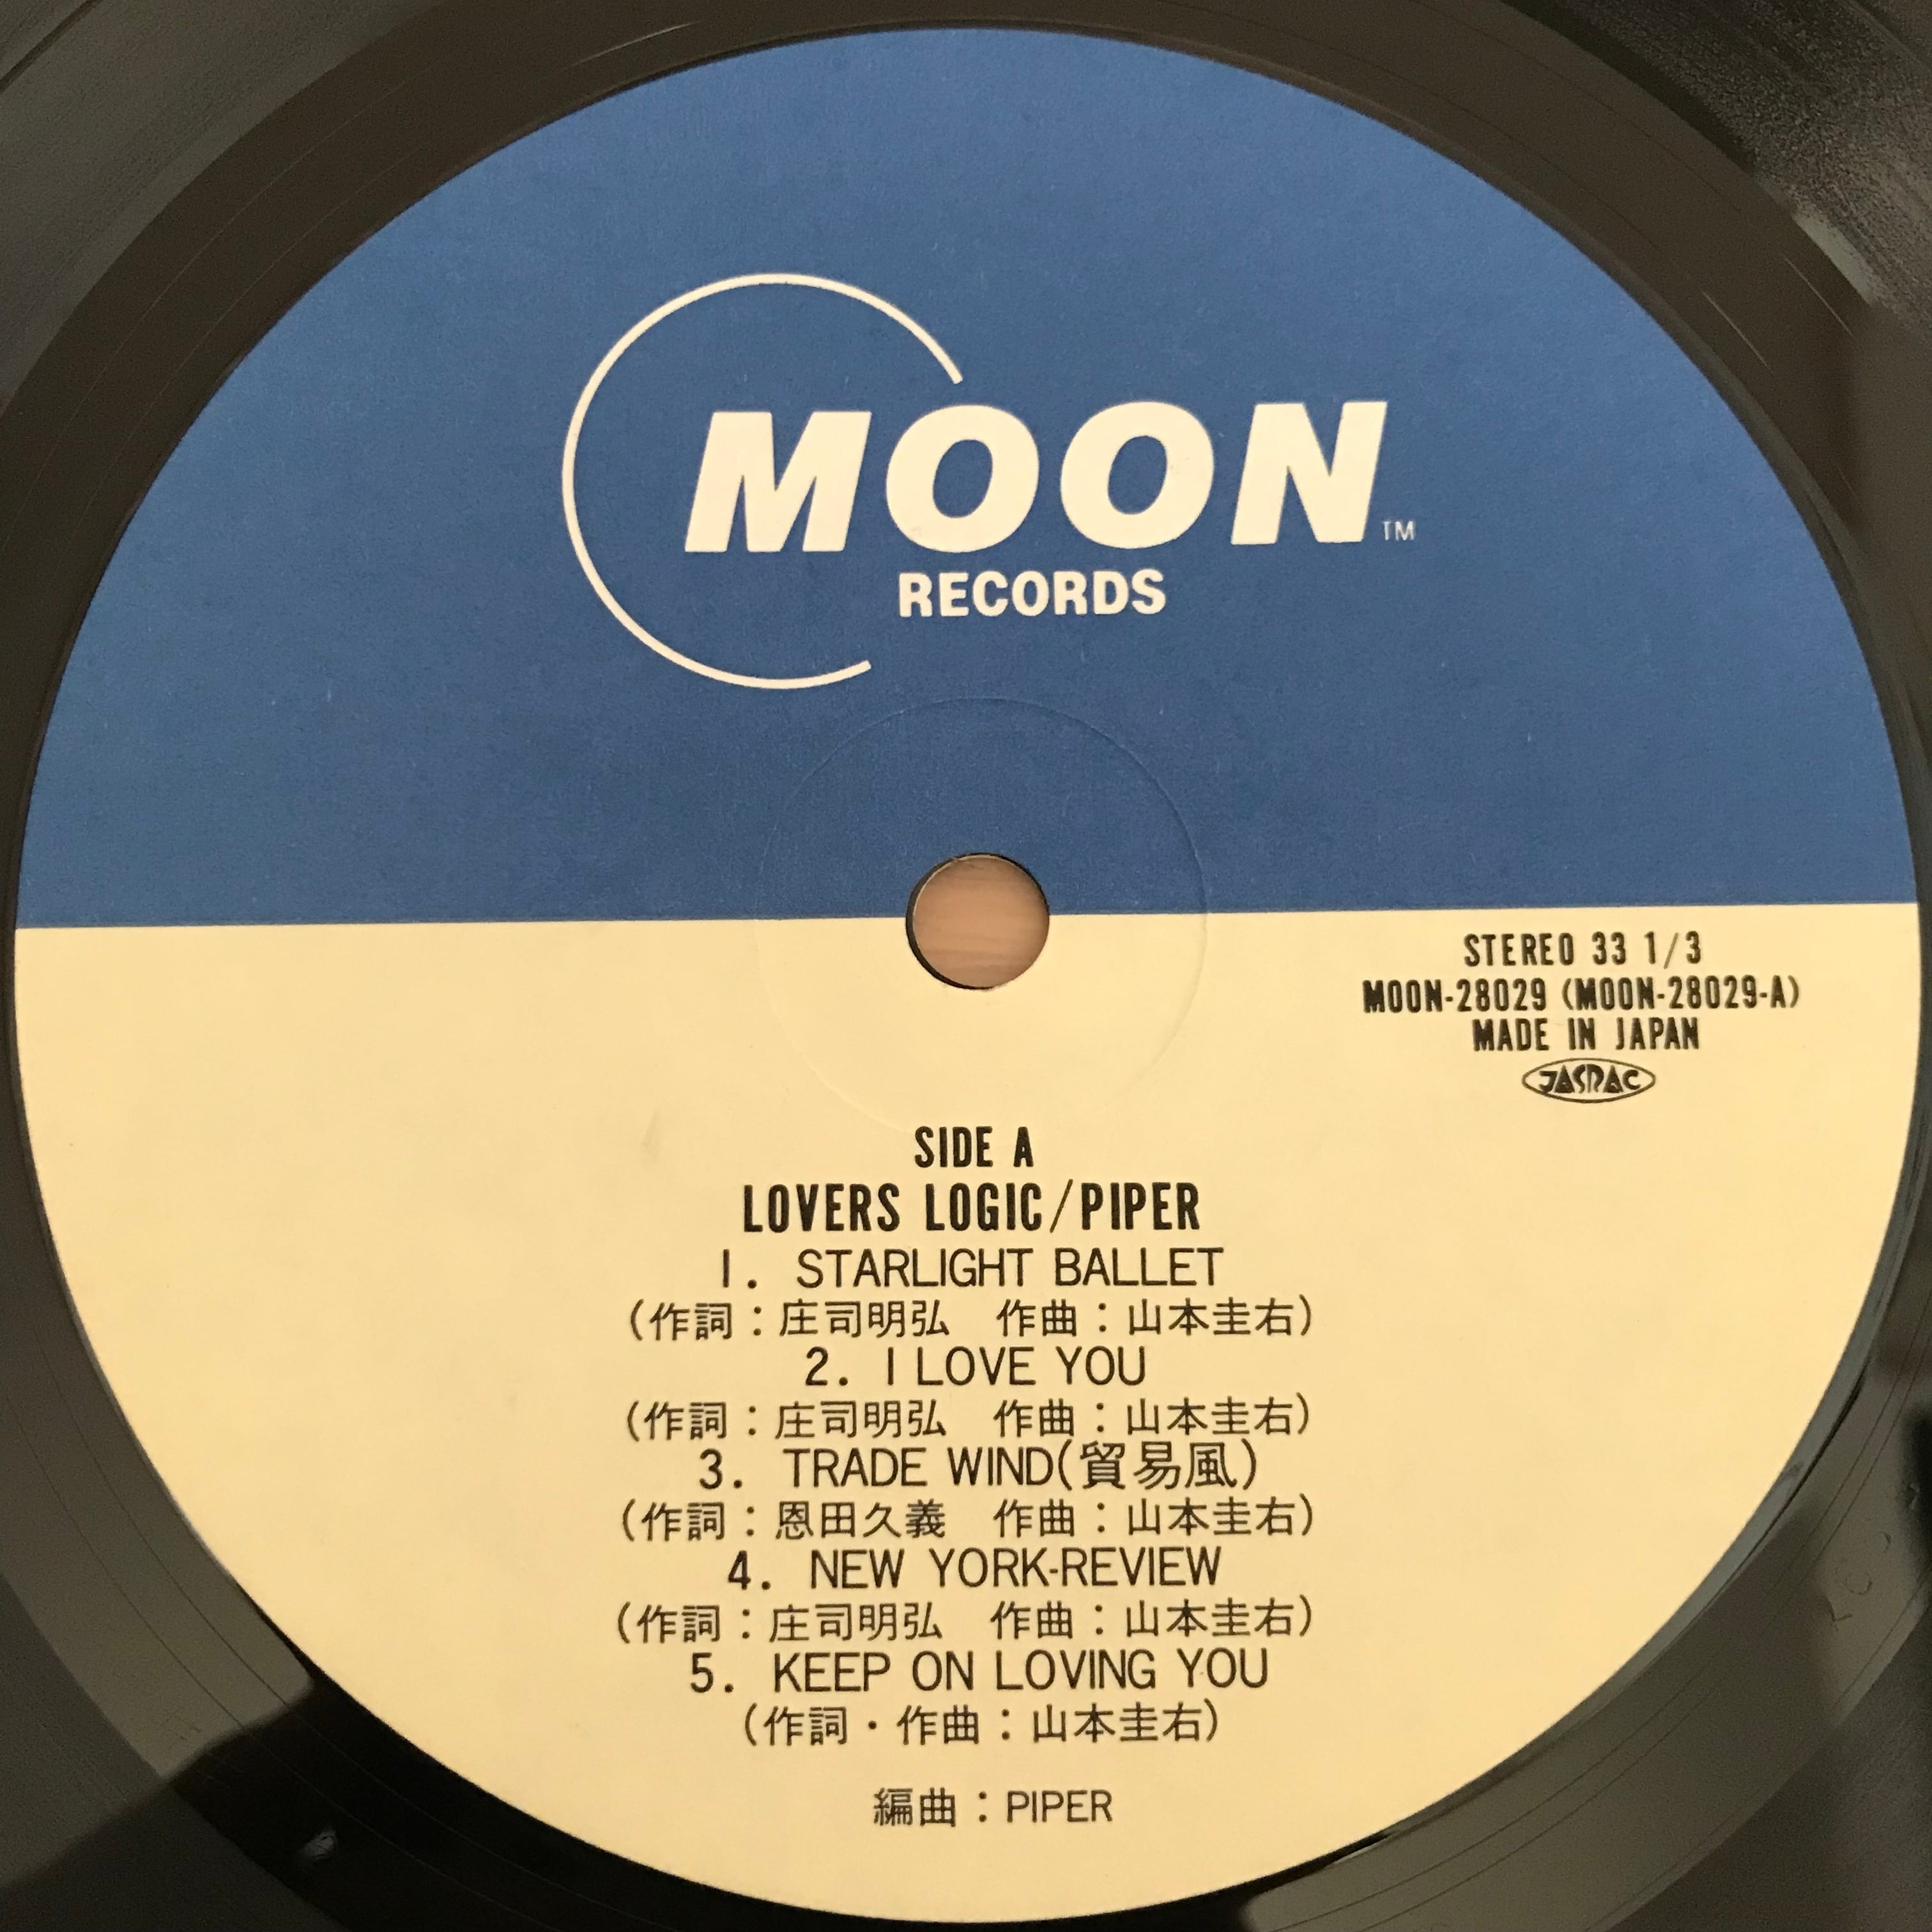 MOON TM
RECORDS
STEREO 33 1/3
MOON-28029 (MOON-28029-A)
MADE IN JAPAN
JASRAC
SIDE A
LOVERS LOGIC/PIPER
1. STARLIGHT BALLET
(作詞：庄司明弘　作曲：山本圭右)
2. I LOVE YOU
(作詞：庄司明弘　作曲：山本圭右)
3. TRADE WIND(貿易風)
(作詞：恩田久義　作曲：山本圭右)
4. NEW YORK-REVIEW
(作詞：庄司明弘　作曲：山本圭右)
5. KEEP ON LOVING YOU
(作詞・作曲：山本圭右)
編曲：PIPER